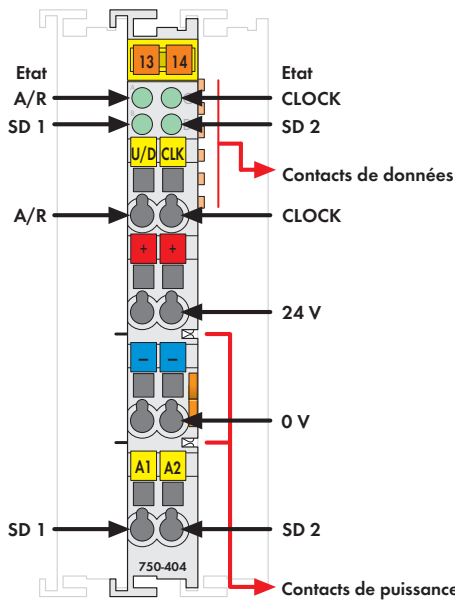 13 14
Etat Etat
A/R CLOCK
SD 1 SD 2
U/D CLK
Contacts de données
A/R CLOCK
+ +
24 V
− −
0 V
A1 A2
SD 1 SD 2
750-404
Contacts de puissance